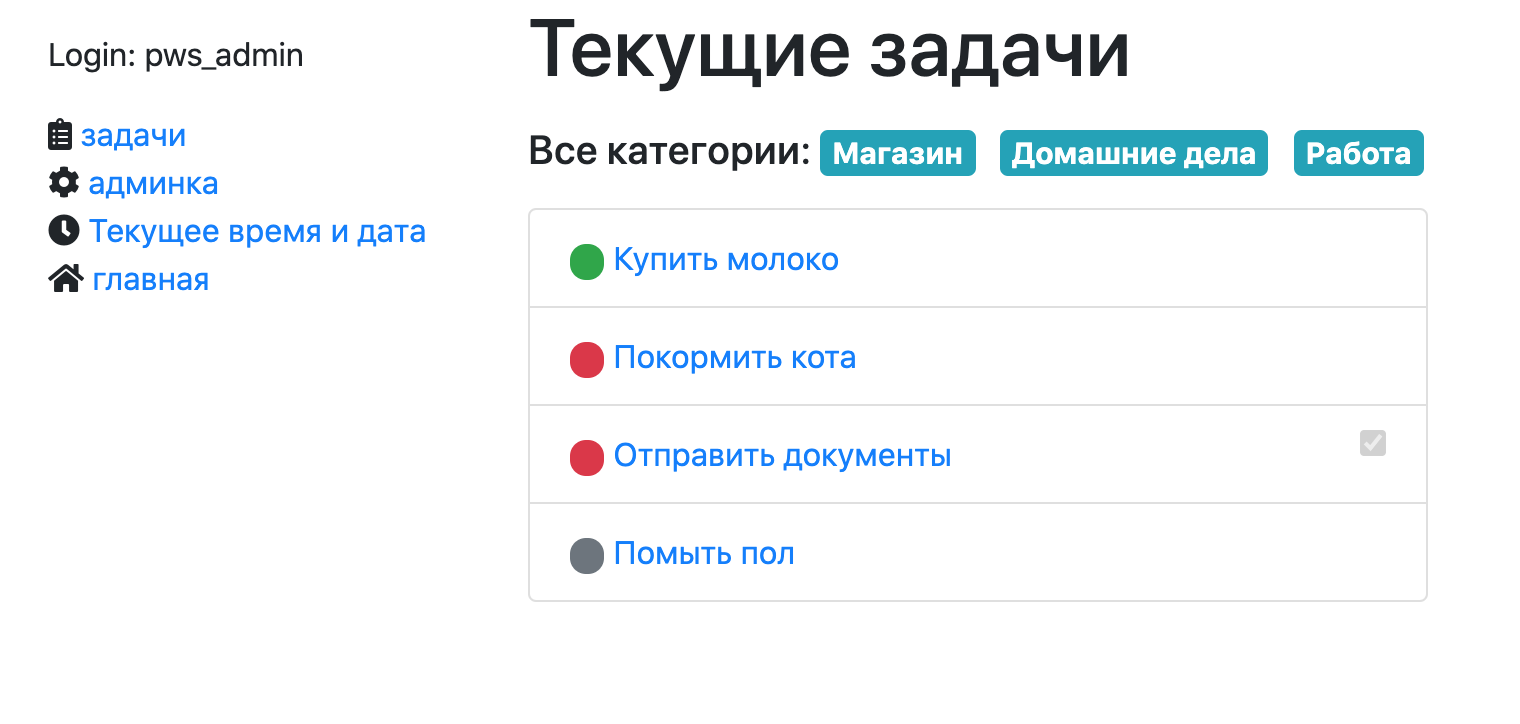 Login: pws_admin
задачи
админка
Текущее время и дата
главная
Текущие задачи
Все категории: Магазин Домашние дела Работа
Купить молоко
Покормить кота
Отправить документы
Помыть пол